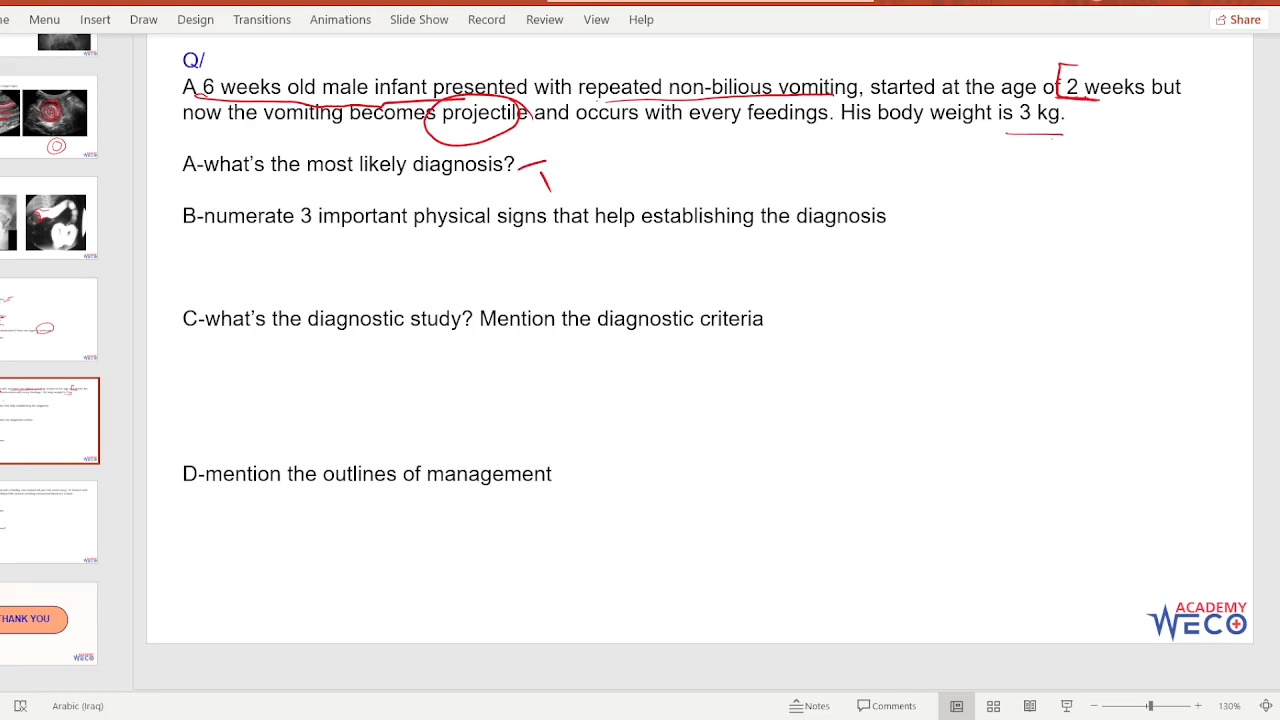 Menu Insert Draw Design Transitions Animations Slide Show Record Review View Help Share
Q/
A 6 weeks old male infant presented with repeated non-bilious vomiting, started at the age of 2 weeks but
now the vomiting becomes projectile and occurs with every feedings. His body weight is 3 kg.
A-what's the most likely diagnosis?
B-numerate 3 important physical signs that help establishing the diagnosis
C-what's the diagnostic study? Mention the diagnostic criteria
D-mention the outlines of management
ACADEMY
WECO
THANK YOU
Arabic (Iraq) Notes Comments 130%